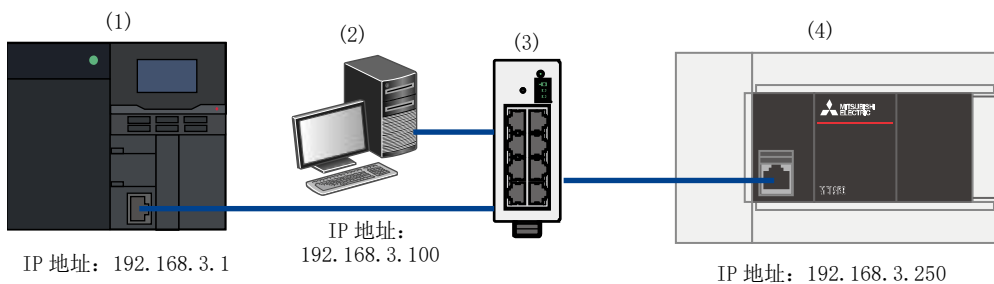 (1)
(2)
(3)
(4)
MITSUBISHI
ELECTRIC
IP 地址:
192.168.3.100
IP 地址: 192.168.3.1
IP 地址: 192.168.3.250